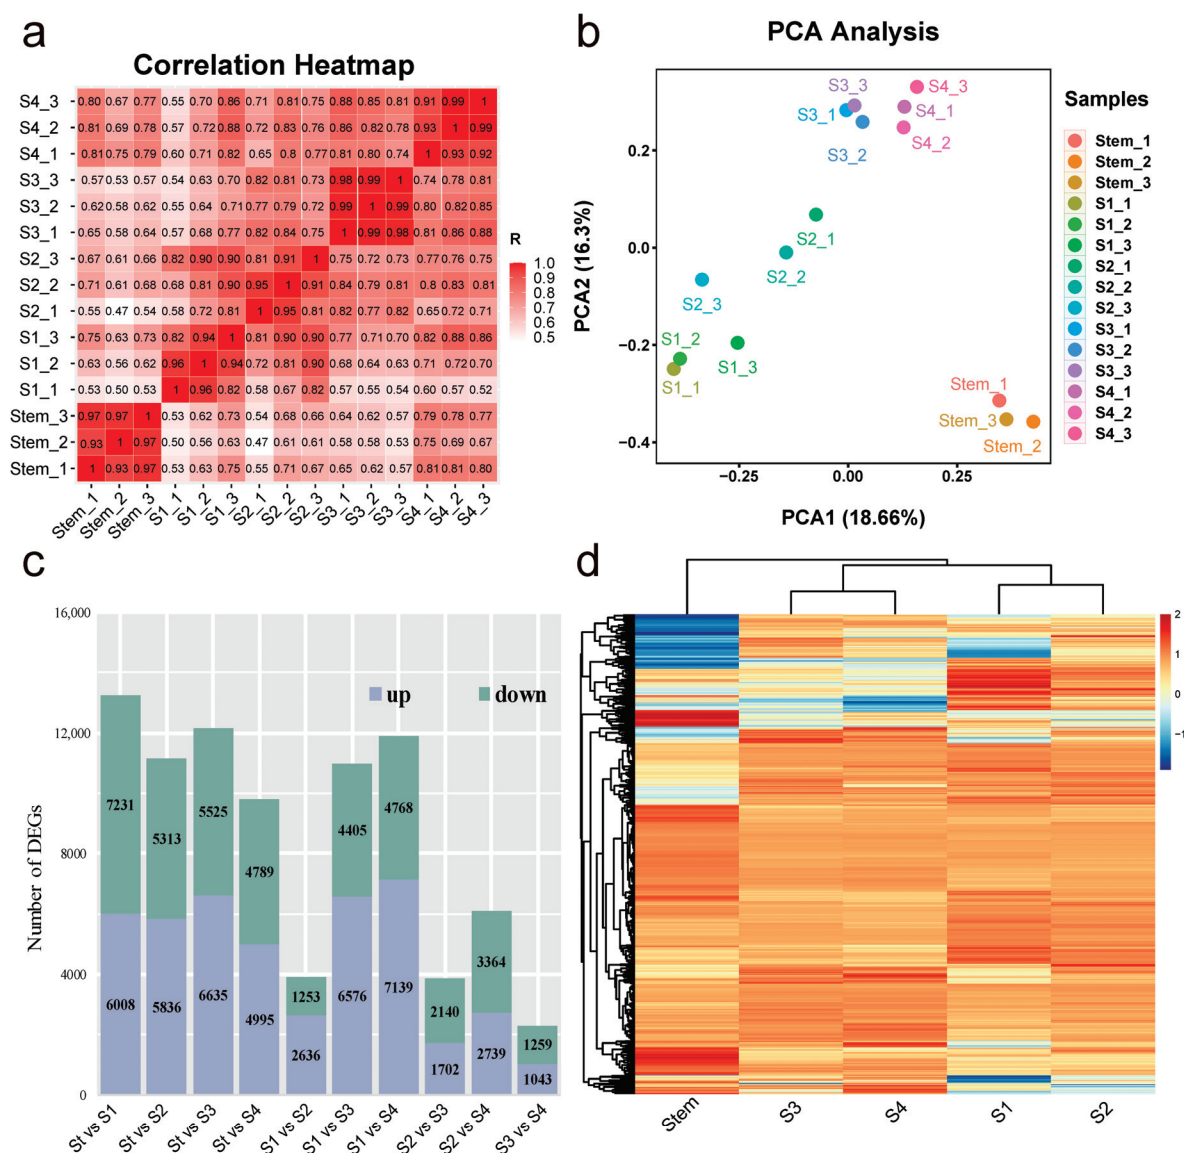 a
Correlation Heatmap
S4_3 0.80 0.67 0.77 0.55 0.70 0.86 0.71 0.81 0.75 0.88 0.85 0.81 0.91 0.99 1
S4_2 0.81 0.69 0.78 0.57 0.72 0.88 0.72 0.83 0.76 0.86 0.82 0.78 0.93 1 0.99
S4_1 0.81 0.75 0.79 0.60 0.71 0.82 0.65 0.8 0.77 0.81 0.80 0.74 1 0.93 0.92
S3_3 0.57 0.53 0.57 0.54 0.63 0.70 0.82 0.81 0.73 0.98 0.99 1 0.74 0.78 0.81
S3_2 0.62 0.58 0.62 0.55 0.64 0.71 0.77 0.79 0.72 0.99 1 0.99 0.80 0.82 0.85
S3_1 0.65 0.58 0.64 0.57 0.68 0.77 0.82 0.84 0.75 1 0.99 0.98 0.81 0.86 0.88
S2_3 0.67 0.61 0.66 0.82 0.90 0.90 0.81 0.91 1 0.75 0.72 0.73 0.77 0.76 0.75
S2_2 0.71 0.61 0.68 0.68 0.81 0.90 0.95 1 0.91 0.84 0.79 0.81 0.8 0.83 0.81
S2_1 0.55 0.47 0.54 0.58 0.72 0.81 1 0.95 0.81 0.82 0.77 0.82 0.65 0.72 0.71
S1_3 0.75 0.63 0.73 0.82 0.94 1 0.81 0.90 0.90 0.77 0.71 0.70 0.82 0.88 0.86
S1_2 0.63 0.56 0.62 0.96 1 0.94 0.72 0.81 0.90 0.68 0.64 0.63 0.71 0.72 0.70
S1_1 0.53 0.50 0.53 1 0.96 0.82 0.58 0.67 0.82 0.57 0.55 0.54 0.60 0.57 0.52
Stem_3 0.97 0.97 1 0.53 0.62 0.73 0.54 0.68 0.66 0.64 0.62 0.57 0.79 0.78 0.77
Stem_2 0.93 1 0.97 0.50 0.56 0.63 0.47 0.61 0.61 0.58 0.58 0.53 0.75 0.69 0.67
Stem_1 1 0.93 0.97 0.53 0.63 0.75 0.55 0.71 0.67 0.65 0.62 0.57 0.81 0.81 0.80
Stem_1 Stem_2 Stem_3 S1_1 S1_2 S1_3 S2_1 S2_2 S2_3 S3_1 S3_2 S3_3 S4_1 S4_2 S4_3
R
1.0
0.9
0.8
0.7
0.6
0.5
b
PCA Analysis
PCA2 (16.3%)
0.2
0.0
−0.2
−0.4
S3_3
S4_3
S3_1
S4_1
S3_2
S4_2
S2_1
S2_2
S2_3
S1_2
S1_3
S1_1
Stem_1
Stem_3
Stem_2
−0.25 0.00 0.25
PCA1 (18.66%)
Samples
Stem_1
Stem_2
Stem_3
S1_1
S1_2
S1_3
S2_1
S2_2
S2_3
S3_1
S3_2
S3_3
S4_1
S4_2
S4_3
c
Number of DEGs
16,000
12,000
8000
4000
0
up down
7231 5313 5525 4789 1253 4405 4768 2140 3364 1259
6008 5836 6635 4995 2636 6576 7139 1702 2739 1043
St vs S1 St vs S2 St vs S3 St vs S4 S1 vs S2 S1 vs S3 S1 vs S4 S2 vs S3 S2 vs S4 S3 vs S4
d
2
1
0
−1
Stem S3 S4 S1 S2